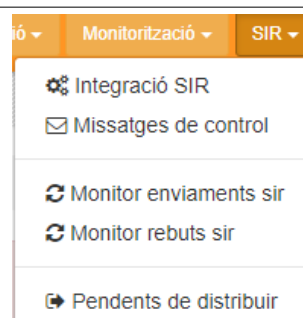 ió Monitorització SIR
Integració SIR
Missatges de control
Monitor enviaments sir
Monitor rebuts sir
Pendents de distribuir